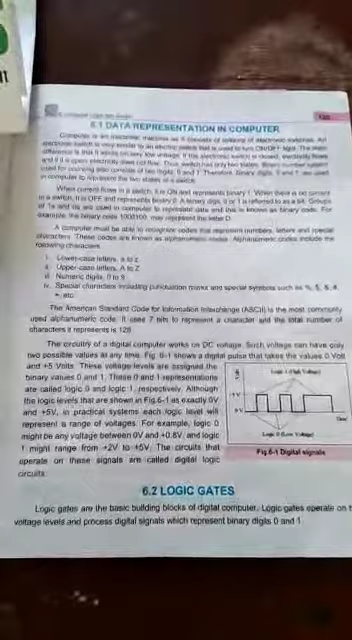 6.1 DATA REPRESENTATION IN COMPUTER
Computer is an electronic machine as it consists of of electronic switches. An
electronic switch is very similar to an electric switch that is used to turn ON/OFF light. The
difference is that it works on very low voltage. If the electronic switch is closed, electricity flows
and if it is open electricity does not flow. Thus, switch has only two states. Binary number system
used for counting also consists of two digits, 0 and 1. Therefore, binary digits, 0 and 1 are used
in computer to represent the two states of a switch.
When current flows in a switch, it is ON and represents binary 1. When there is no current
in a switch, it is OFF and represents binary 0. A binary digit, 0 or 1 is referred to as a bit. Groups
of 1s and 0s are used in computer to represent data and this is known as binary code. For
example, the binary code 1000100, may represent the letter D.
A computer must be able to recognize codes that represent numbers, letters and special
characters. These codes are known as alphanumeric codes. Alphanumeric codes include the
following characters.
i. Lower-case letters, a to z
ii. Upper-case letters, A to Z
iii. Numeric digits, 0 to 9
iv. Special characters including punctuation marks and special symbols such as %, $, &, #,
+, etc.
The American Standard Code for Information Interchange (ASCII) is the most commonly
used alphanumeric code. It uses 7 bits to represent a character and the total number of
characters it represents is 128.
The circuitry of a digital computer works on DC voltage. Such voltage can have only
two possible values at any time. Fig. 6-1 shows a digital pulse that takes the values 0 Volt
and +5 Volts. These voltage levels are assigned the
binary values 0 and 1. These 0 and 1 representations
are called logic 0 and logic 1, respectively. Although
the logic levels that are shown in Fig.6-1 as exactly 0V
and +5V, in practical systems each logic level will
represent a range of voltages. For example, logic 0
might be any voltage between 0V and +0.8V, and logic
1 might range from +2V to +5V. The circuits that
operate on these signals are called digital logic
circuits.
Logic 1 (High Voltage)
0 V
Time
Logic 0 (Low Voltage)
Fig.6-1 Digital signals
6.2 LOGIC GATES
Logic gates are the basic building blocks of digital computer. Logic gates operate on
voltage levels and process digital signals which represent binary digits 0 and 1.